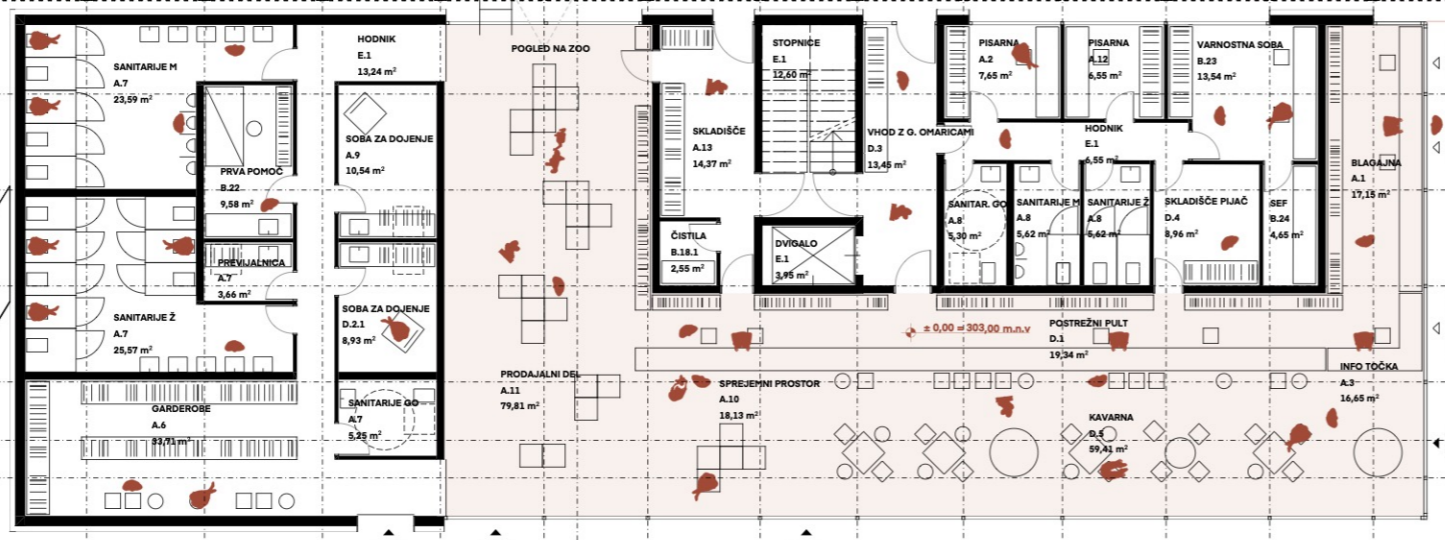 HODNIK
E.1
13,24 m²
SANITARIJE M
A.7
23,59 m²
SOBA ZA DOJENJE
A.9
10,54 m²
PRVA POMOČ
B.22
9,58 m²
PREVIJALNICA
A.7
3,66 m²
SANITARIJE Ž
A.7
25,57 m²
SOBA ZA DOJENJE
D.2.1
8,93 m²
GARDEROBE
A.6
33,71 m²
SANITARIJE GO
A.7
5,25 m²
POGLED NA ZOO
PRODAJALNI DEL
A.11
79,81 m²
SKLADIŠČE
A.13
14,37 m²
ČISTILA
B.18.1
2,55 m²
STOPNICE
E.1
12,60 m²
DVIGALO
E.1
3,95 m²
VHOD Z G. OMARICAMI
D.3
13,45 m²
PISARNA
A.2
7,65 m²
PISARNA
A.12
6,55 m²
VARNOSTNA SOBA
B.23
13,54 m²
HODNIK
E.1
6,55 m²
SANITAR. GO
A.8
5,30 m²
SANITARIJE M
A.8
5,62 m²
SANITARIJE Ž
A.8
5,62 m²
SKLADIŠČE PIJAČ
D.4
8,96 m²
SEF
B.24
4,65 m²
BLAGAJNA
A.1
17,15 m²
± 0,00 = 303,00 m.n.v
POSTREŽNI PULT
D.1
19,34 m²
SPREJEMNI PROSTOR
A.10
18,13 m²
KAVARNA
D.5
59,41 m²
INFO TOČKA
A.3
16,65 m²